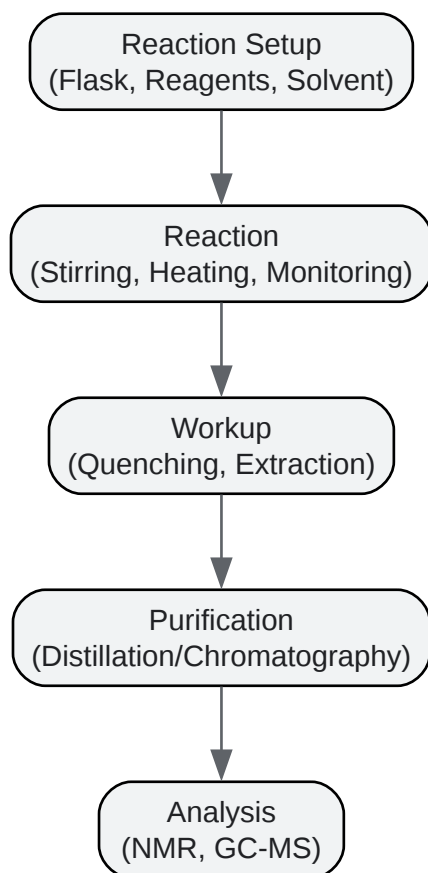 Reaction Setup
(Flask, Reagents, Solvent)
Reaction
(Stirring, Heating, Monitoring)
Workup
(Quenching, Extraction)
Purification
(Distillation/Chromatography)
Analysis
(NMR, GC-MS)